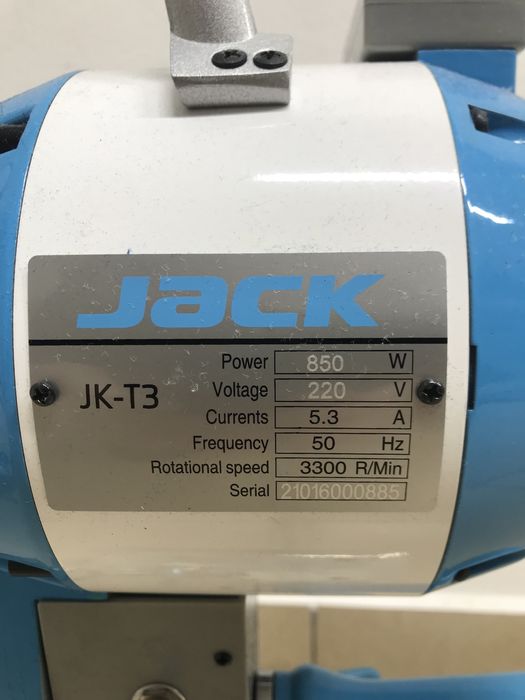 JACK
JK-T3
Power 850 W
Voltage 220 V
Currents 5.3 A
Frequency 50 Hz
Rotational speed 3300 R/Min
Serial 21016000885